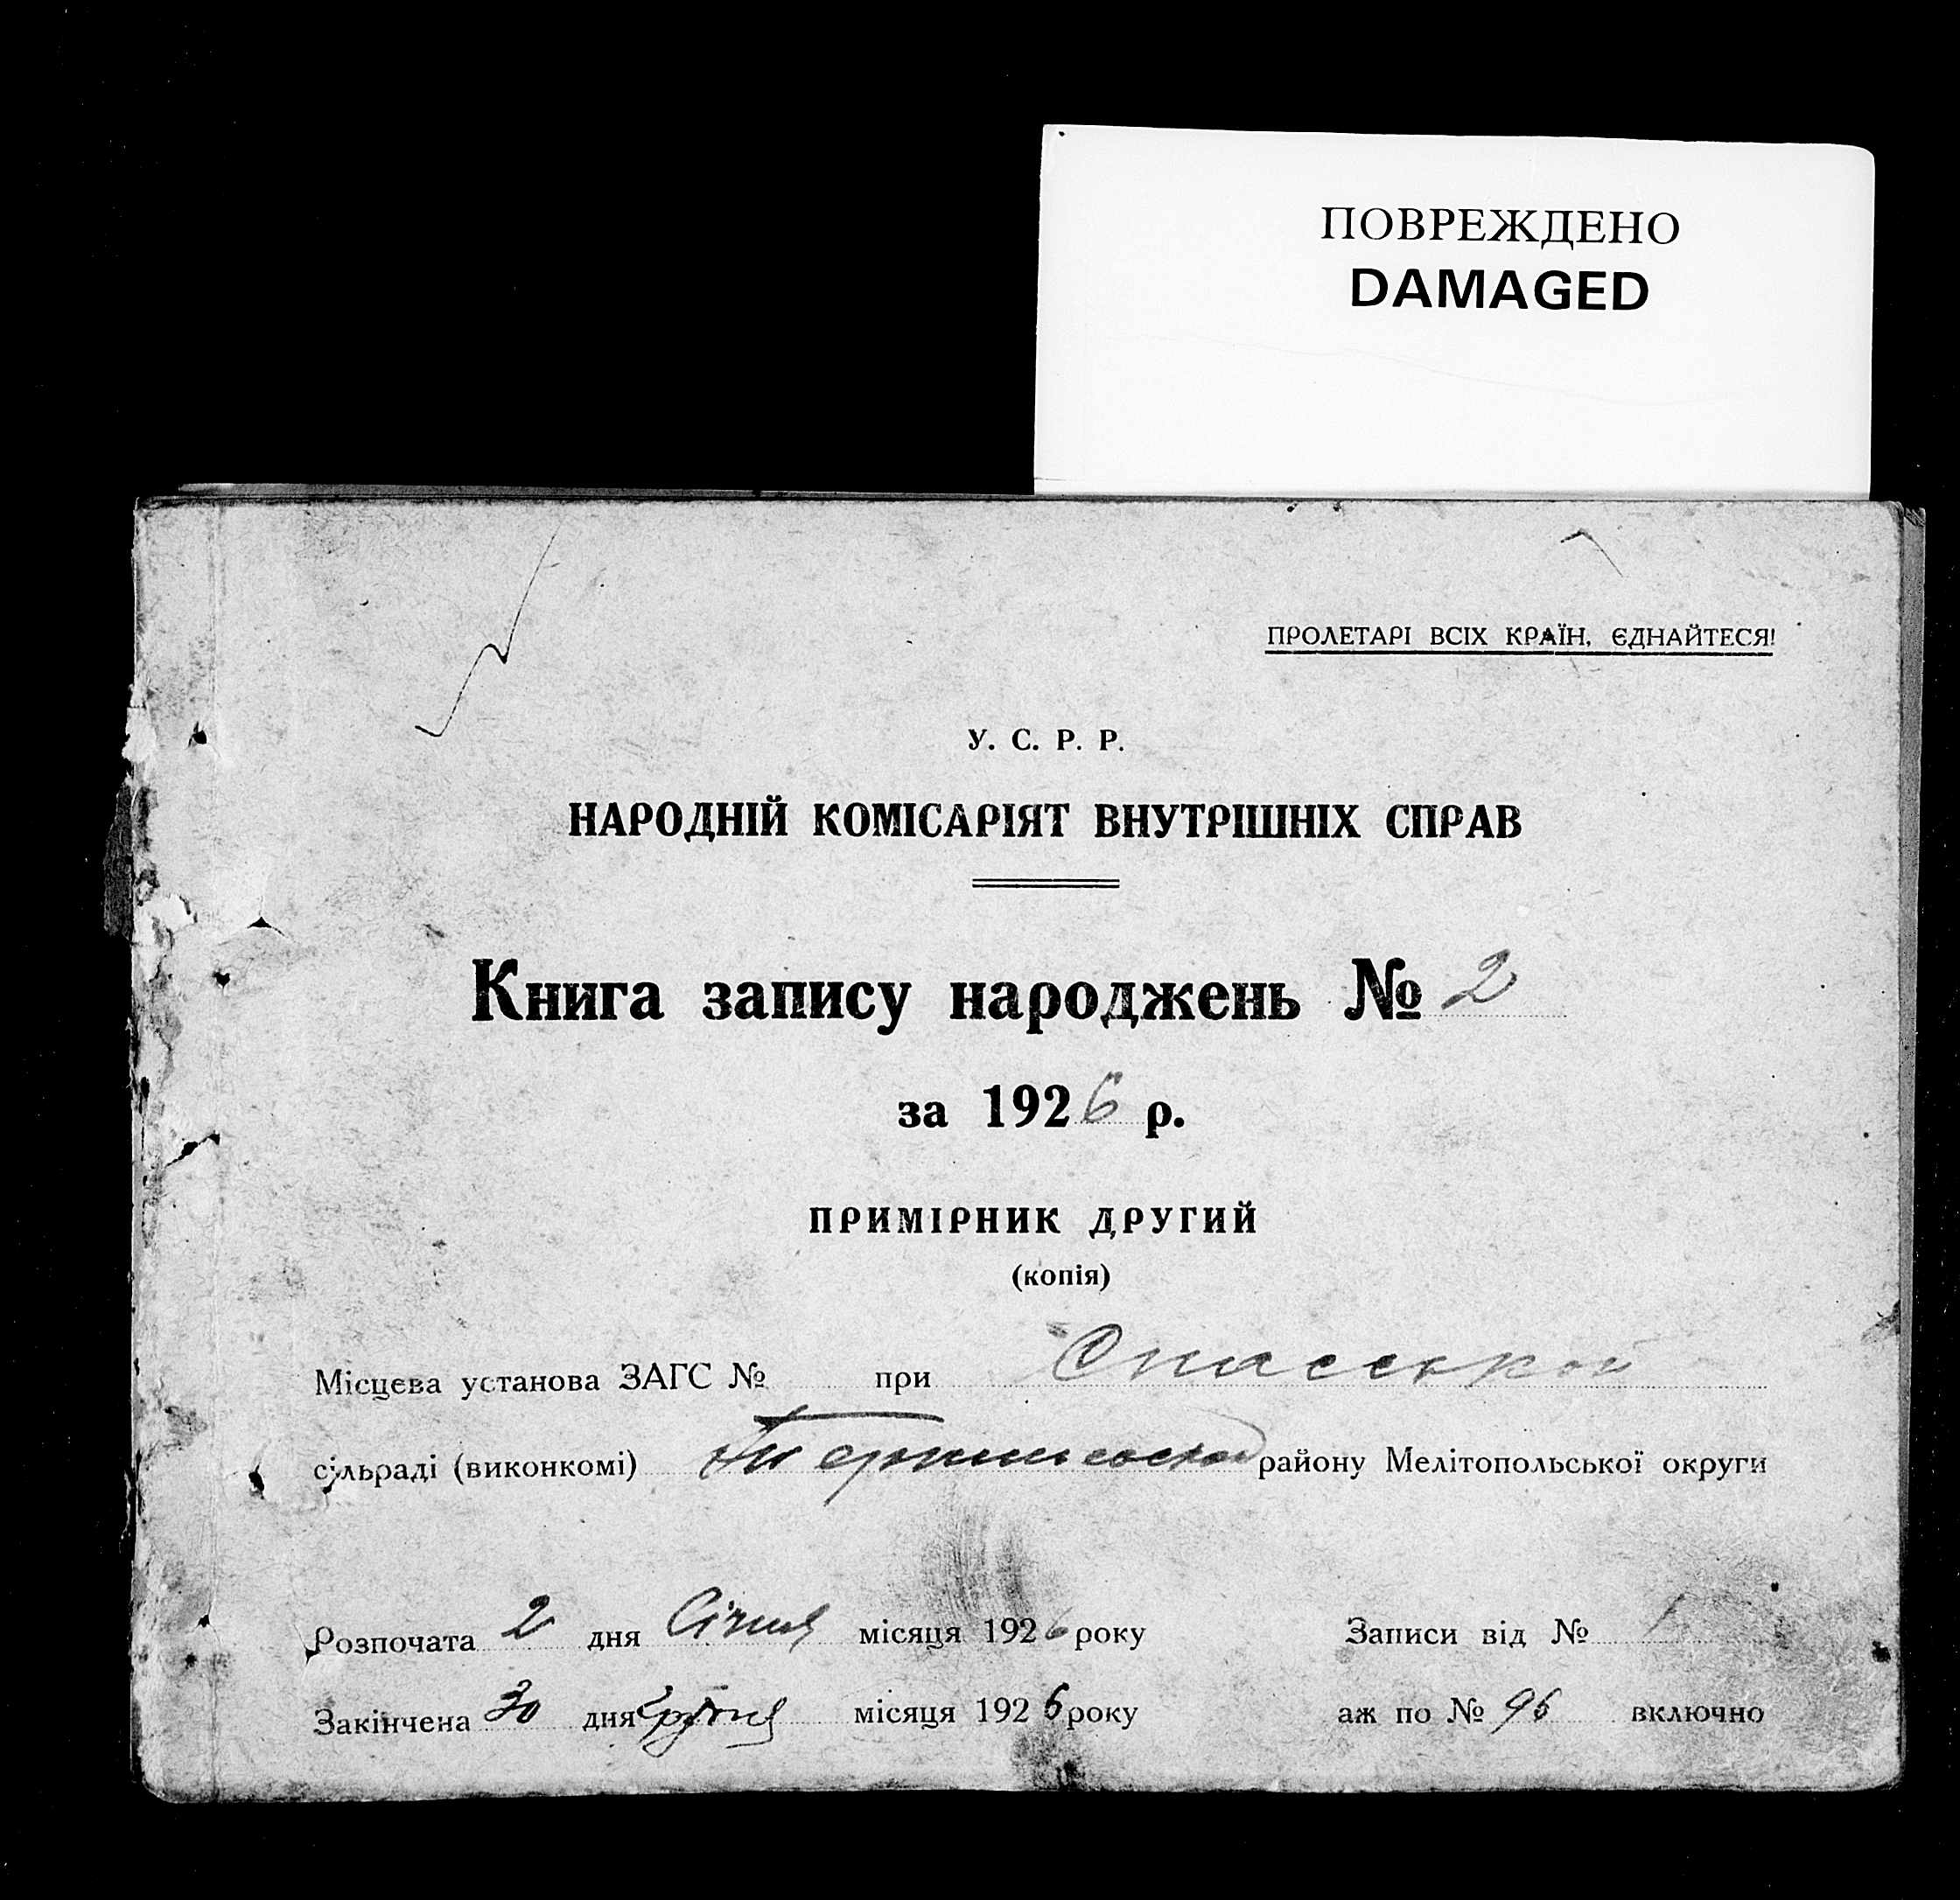 ПОВРЕЖДЕНО
DAMAGED
ПРОЛЕТАРІ ВСІХ КРАЇН, ЄДНАЙТЕСЯ!
У. С. Р. Р.
НАРОДНІЙ КОМІСАРІЯТ ВНУТРІШНІХ СПРАВ
Книга запису народжень № 2
за 1926 р.
ПРИМІРНИК ДРУГИЙ
(копія)
Місцева установа ЗАГС № при Спасській
сільраді (виконкомі) району Мелітопольської округи
Розпочата 2 дня Січня місяця 1926 року Записи від № 1
Закінчена 30 дня Грудня місяця 1926 року аж по № 96 включно